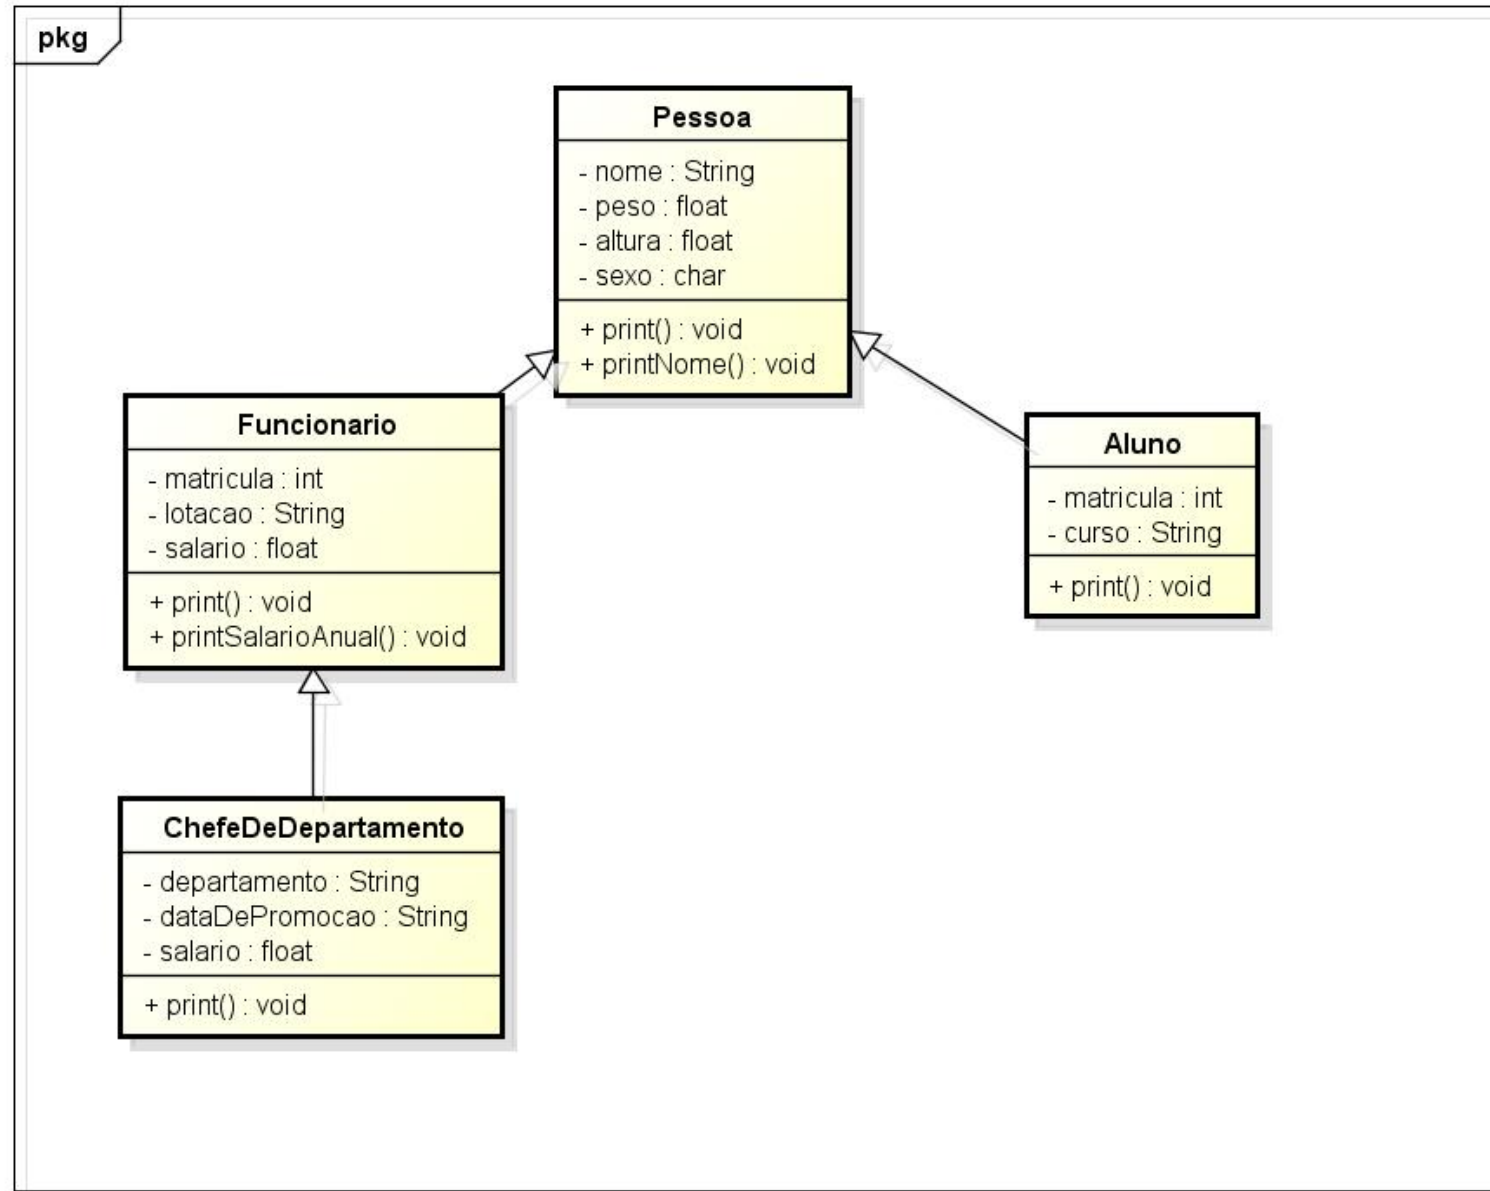 pkg
Pessoa
- nome : String
- peso : float
- altura : float
- sexo : char
+ print() : void
+ printNome() : void
Funcionario
- matricula : int
- lotacao : String
- salario : float
+ print() : void
+ printSalarioAnual() : void
Aluno
- matricula : int
- curso : String
+ print() : void
ChefeDeDepartamento
- departamento : String
- dataDePromocao : String
- salario : float
+ print() : void